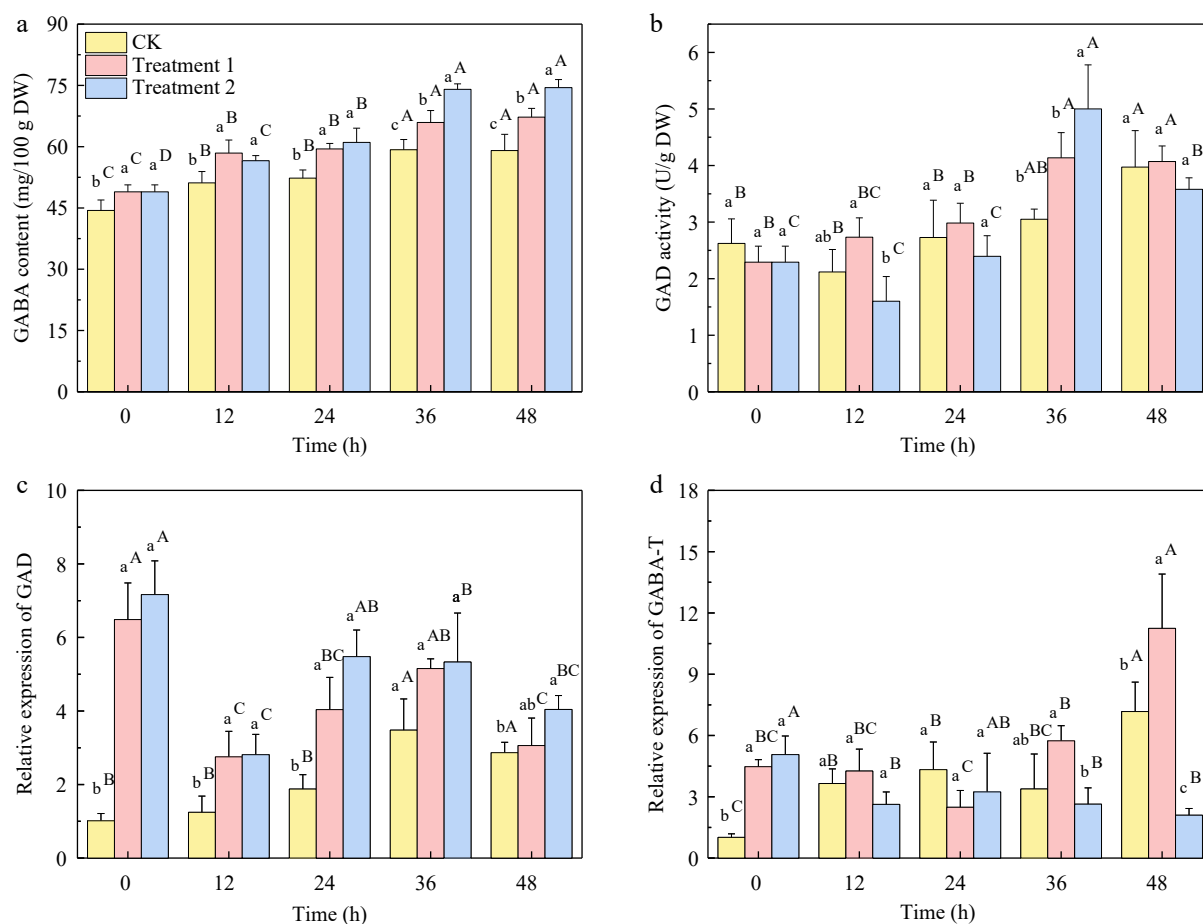 a
90
75
60
45
30
15
0
GABA content (mg/100 g DW)
CK
Treatment 1
Treatment 2
b C
a C
a D
b B
a B
a C
b B
a B
a B
c A
b A
a A
c A
b A
a A
0 12 24 36 48
Time (h)
b
6
5
4
3
2
1
0
GAD activity (U/g DW)
a B
a B
a C
ab B
a BC
b C
a B
a B
a C
b AB
b A
a A
a A
a A
a B
0 12 24 36 48
Time (h)
c
10
8
6
4
2
0
Relative expression of GAD
b B
a A
a A
b B
a C
a C
b B
a BC
a AB
a A
a AB
a B
bA
ab C
a BC
0 12 24 36 48
Time (h)
d
18
15
12
9
6
3
0
Relative expression of GABA-T
b C
a BC
a A
aB
a BC
a B
a B
a C
a AB
ab BC
a B
b B
b A
a A
c B
0 12 24 36 48
Time (h)